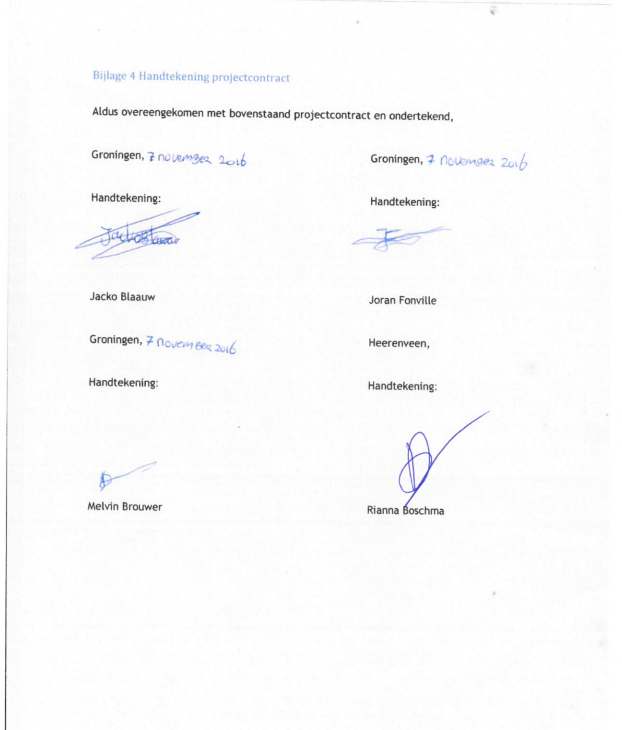 Bijlage 4 Handtekening projectcontract
Aldus overeengekomen met bovenstaand projectcontract en ondertekend,
Groningen, 7 november 2016
Handtekening:
Jacko Blaauw
Groningen, 7 november 2016
Handtekening:
Joran Fonville
Groningen, 7 november 2016
Handtekening:
Melvin Brouwer
Heerenveen,
Handtekening:
Rianna Boschma